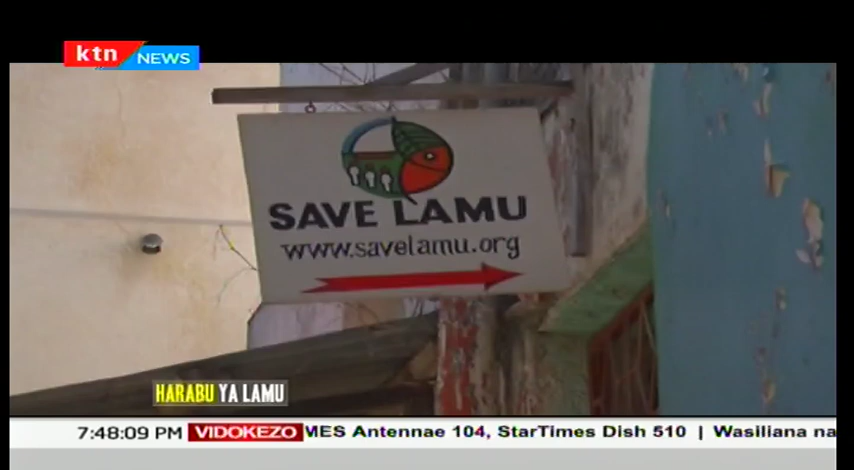 ktn NEWS
SAVE LAMU
www.savelamu.org
HARABU YA LAMU
7:48:09 PM VIDOKEZO MES Antennae 104, StarTimes Dish 510 | Wasiliana na